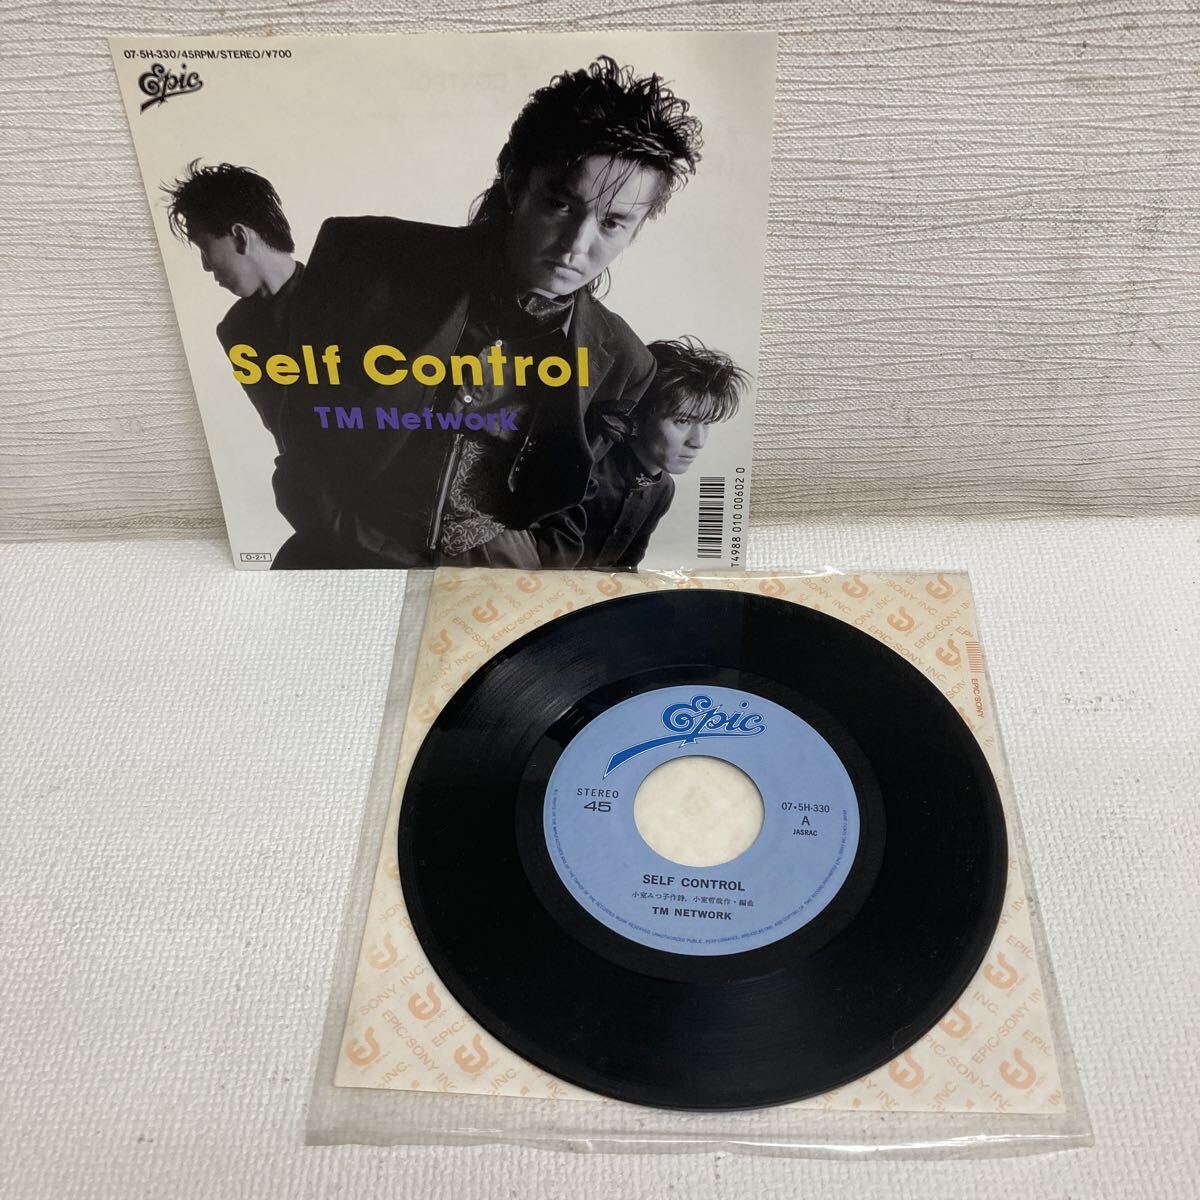 07·5H-330/45RPM/STEREO/¥700
Epic
Self Control
TM Network
0·2·1
T4988 010 00602 0
EPIC/SONY INC.
EPIC/SONY
Epic
STEREO
45
07·5H-330
A
JASRAC
SELF CONTROL
小室みつ子作詩，小室哲哉作・編曲
TM NETWORK